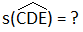 s(CDE) = ?